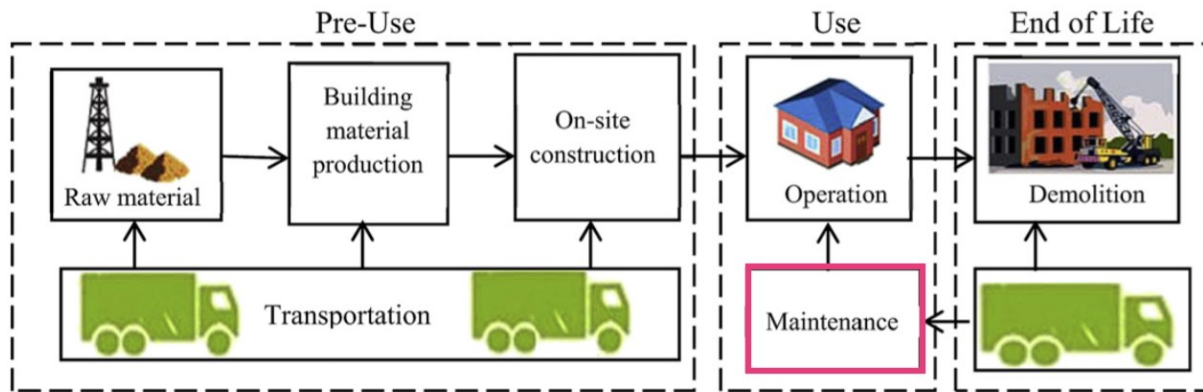 Pre-Use
Use
End of Life
Raw material
Building
material
production
On-site
construction
Operation
Demolition
Transportation
Maintenance